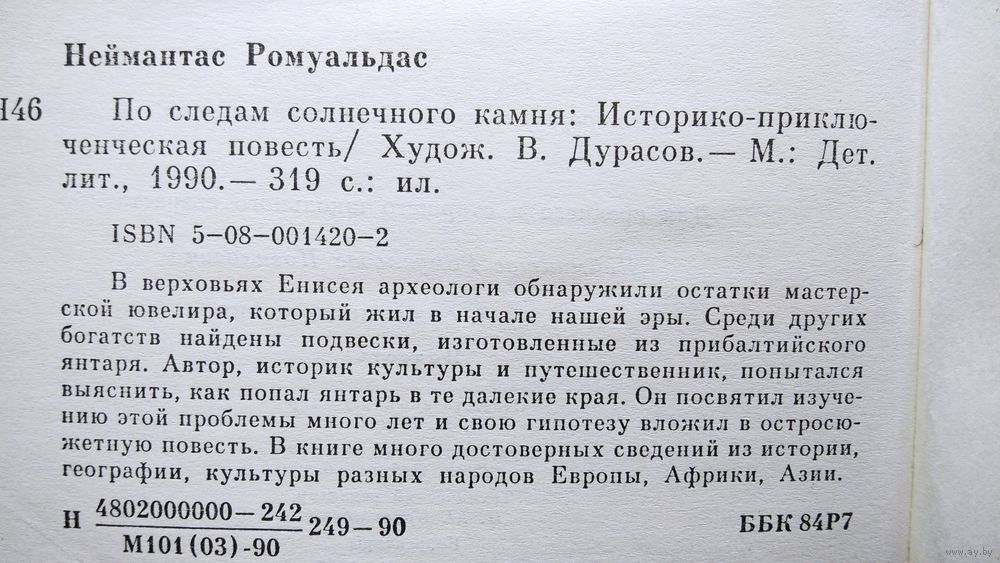 Неймантас Ромуальдас
Н46 По следам солнечного камня: Историко-приклю-
ченческая повесть/ Худож. В. Дурасов.— М.: Дет.
лит., 1990.— 319 с.: ил.
ISBN 5—08—001420—2
В верховьях Енисея археологи обнаружили остатки мастер-
ской ювелира, который жил в начале нашей эры. Среди других
богатств найдены подвески, изготовленные из прибалтийского
янтаря. Автор, историк культуры и путешественник, попытался
выяснить, как попал янтарь в те далекие края. Он посвятил изуче-
нию этой проблемы много лет и свою гипотезу вложил в остросю-
жетную повесть. В книге много достоверных сведений из истории,
географии, культуры разных народов Европы, Африки, Азии.
4802000000—242
Н 249—90
М101(03)-90
ББК 84Р7
www.ay.by